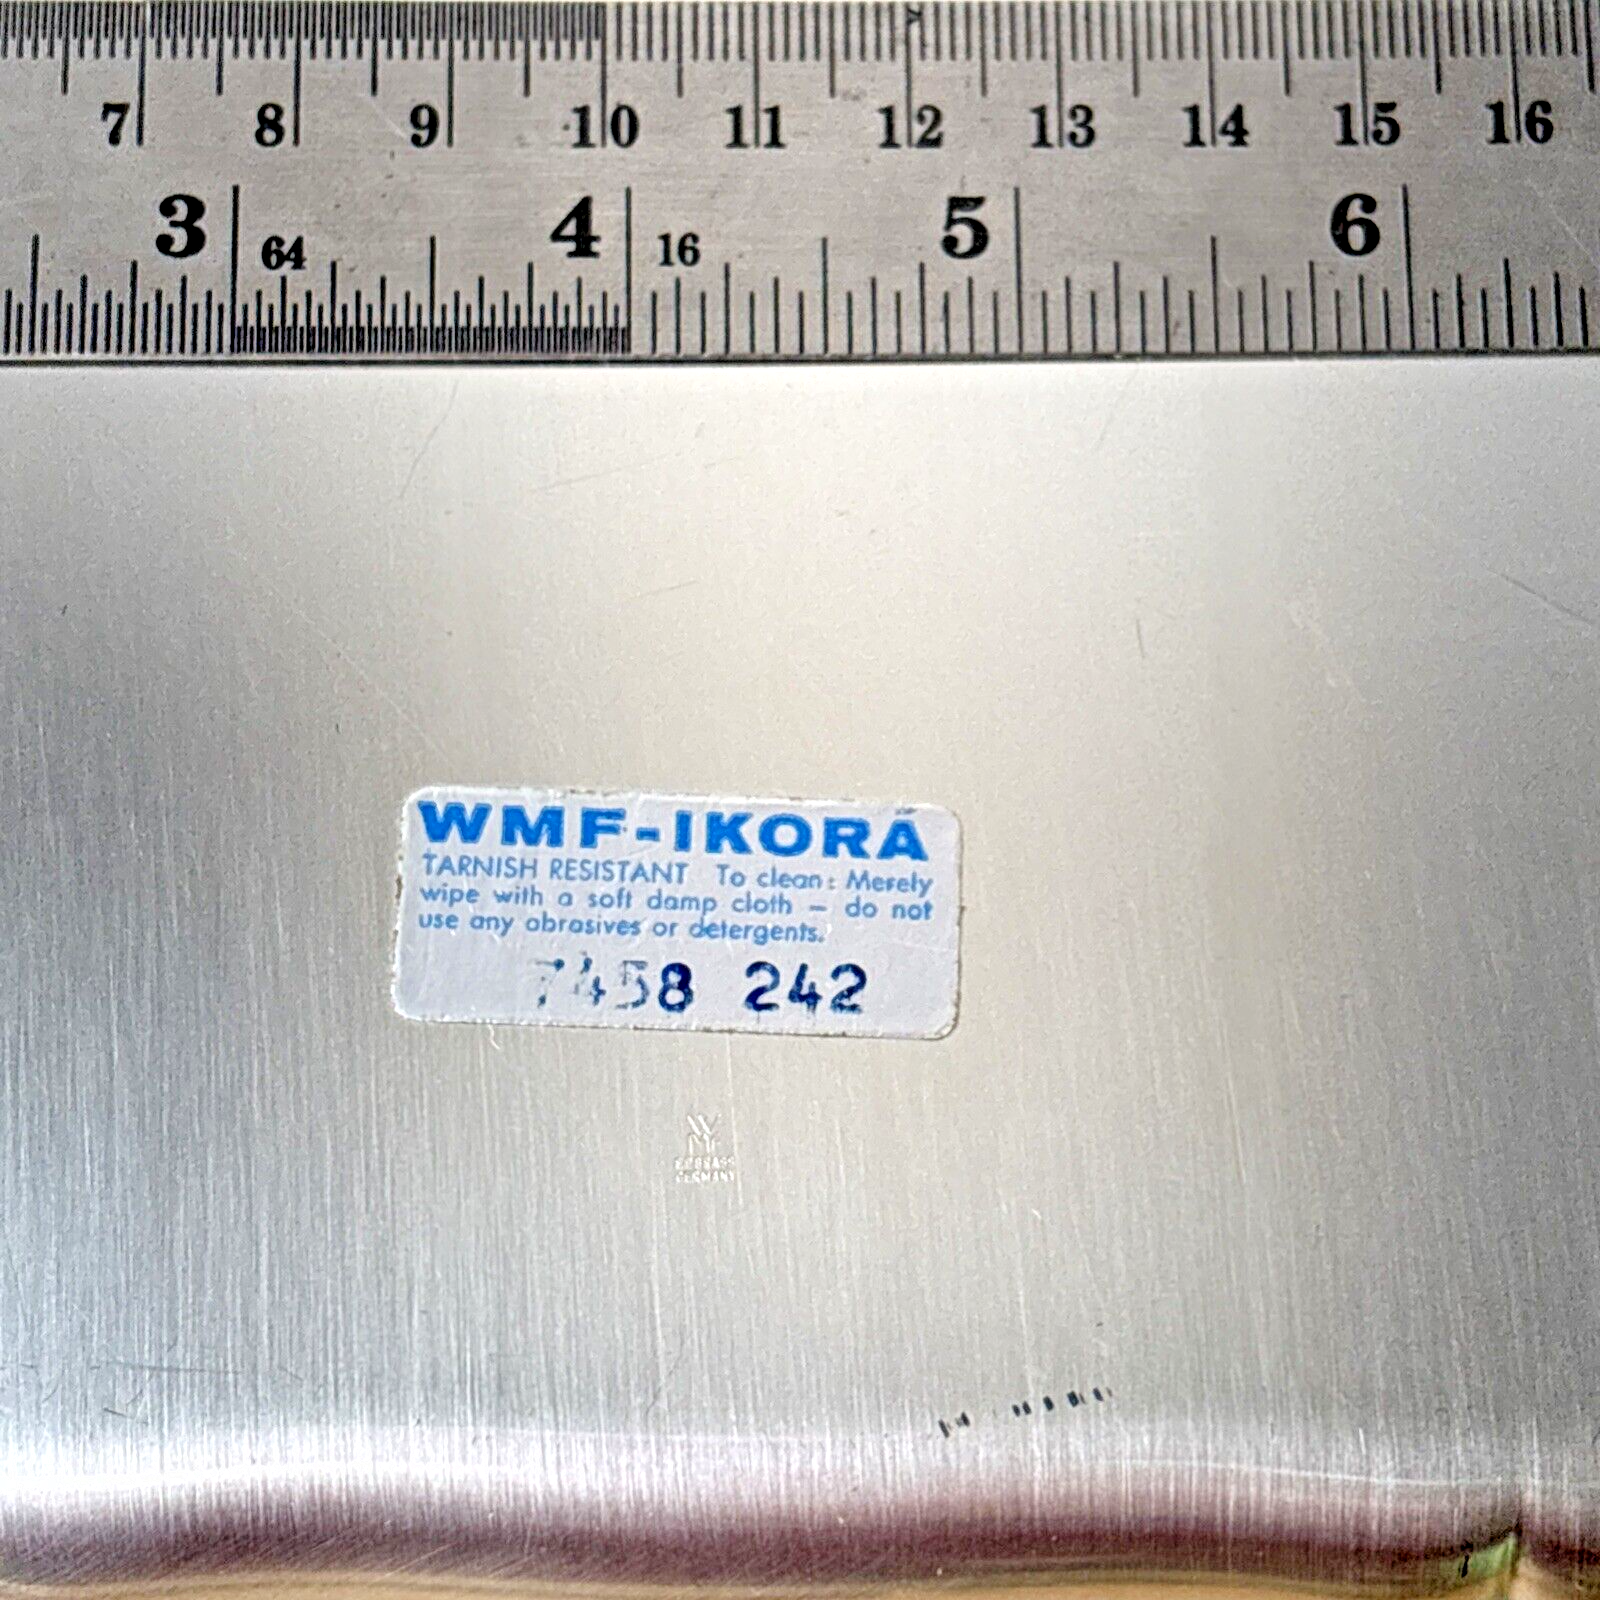 7 8 9 10 11 12 13 14 15 16
3 64 4 16 5 6
WMF-IKORA
TARNISH RESISTANT To clean: Merely
wipe with a soft damp cloth – do not
use any abrasives or detergents.
7458 242
GERMANY